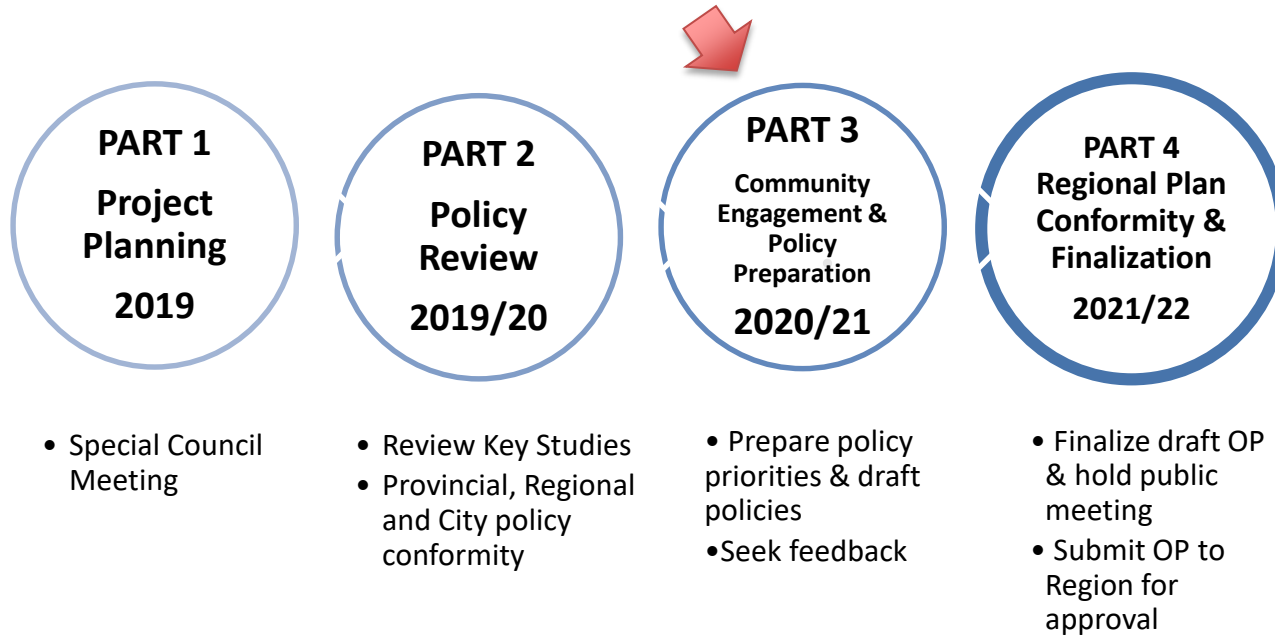 PART 1
Project
Planning
2019
PART 2
Policy
Review
2019/20
PART 3
Community
Engagement &
Policy
Preparation
2020/21
PART 4
Regional Plan
Conformity &
Finalization
2021/22
• Special Council
Meeting
• Review Key Studies
• Provincial, Regional
and City policy
conformity
• Prepare policy
priorities & draft
policies
•Seek feedback
• Finalize draft OP
& hold public
meeting
• Submit OP to
Region for
approval